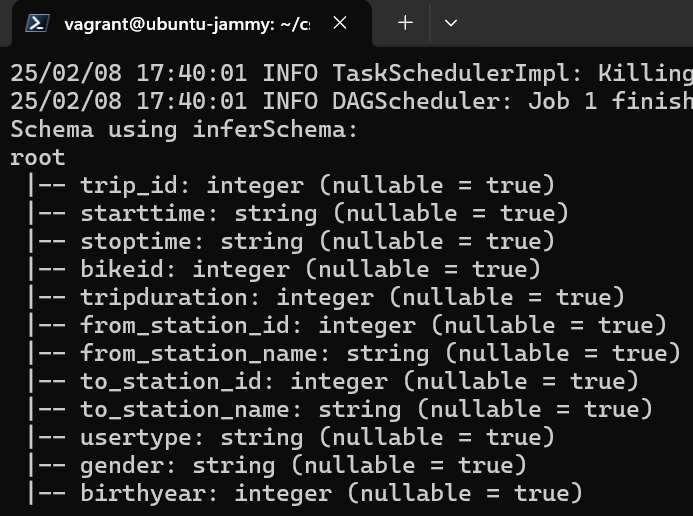 vagrant@ubuntu-jammy: ~/c
25/02/08 17:40:01 INFO TaskSchedulerImpl: Killing
25/02/08 17:40:01 INFO DAGScheduler: Job 1 finish
Schema using inferSchema:
root
 |-- trip_id: integer (nullable = true)
 |-- starttime: string (nullable = true)
 |-- stoptime: string (nullable = true)
 |-- bikeid: integer (nullable = true)
 |-- tripduration: integer (nullable = true)
 |-- from_station_id: integer (nullable = true)
 |-- from_station_name: string (nullable = true)
 |-- to_station_id: integer (nullable = true)
 |-- to_station_name: string (nullable = true)
 |-- usertype: string (nullable = true)
 |-- gender: string (nullable = true)
 |-- birthyear: integer (nullable = true)